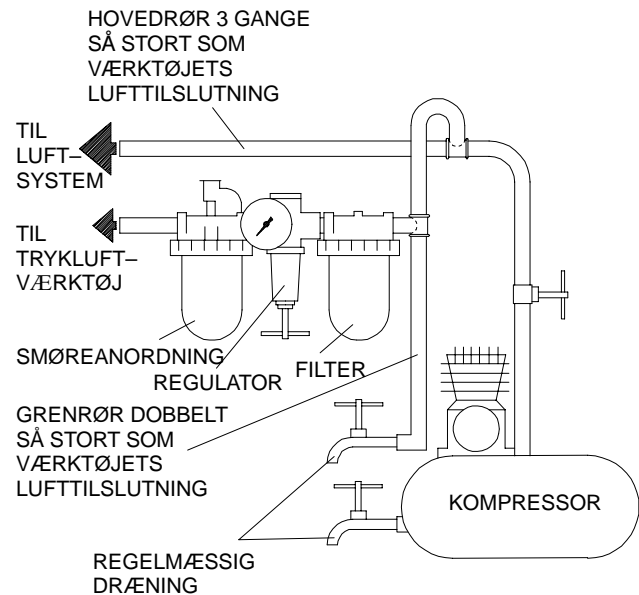 HOVEDRØR 3 GANGE
SÅ STORT SOM
VÆRKTØJETS
LUFTTILSLUTNING
TIL
LUFT–
SYSTEM
TIL
TRYKLUFT–
VÆRKTØJ
SMØREANORDNING
REGULATOR
FILTER
GRENRØR DOBBELT
SÅ STORT SOM
VÆRKTØJETS
LUFTTILSLUTNING
KOMPRESSOR
REGELMÆSSIG
DRÆNING